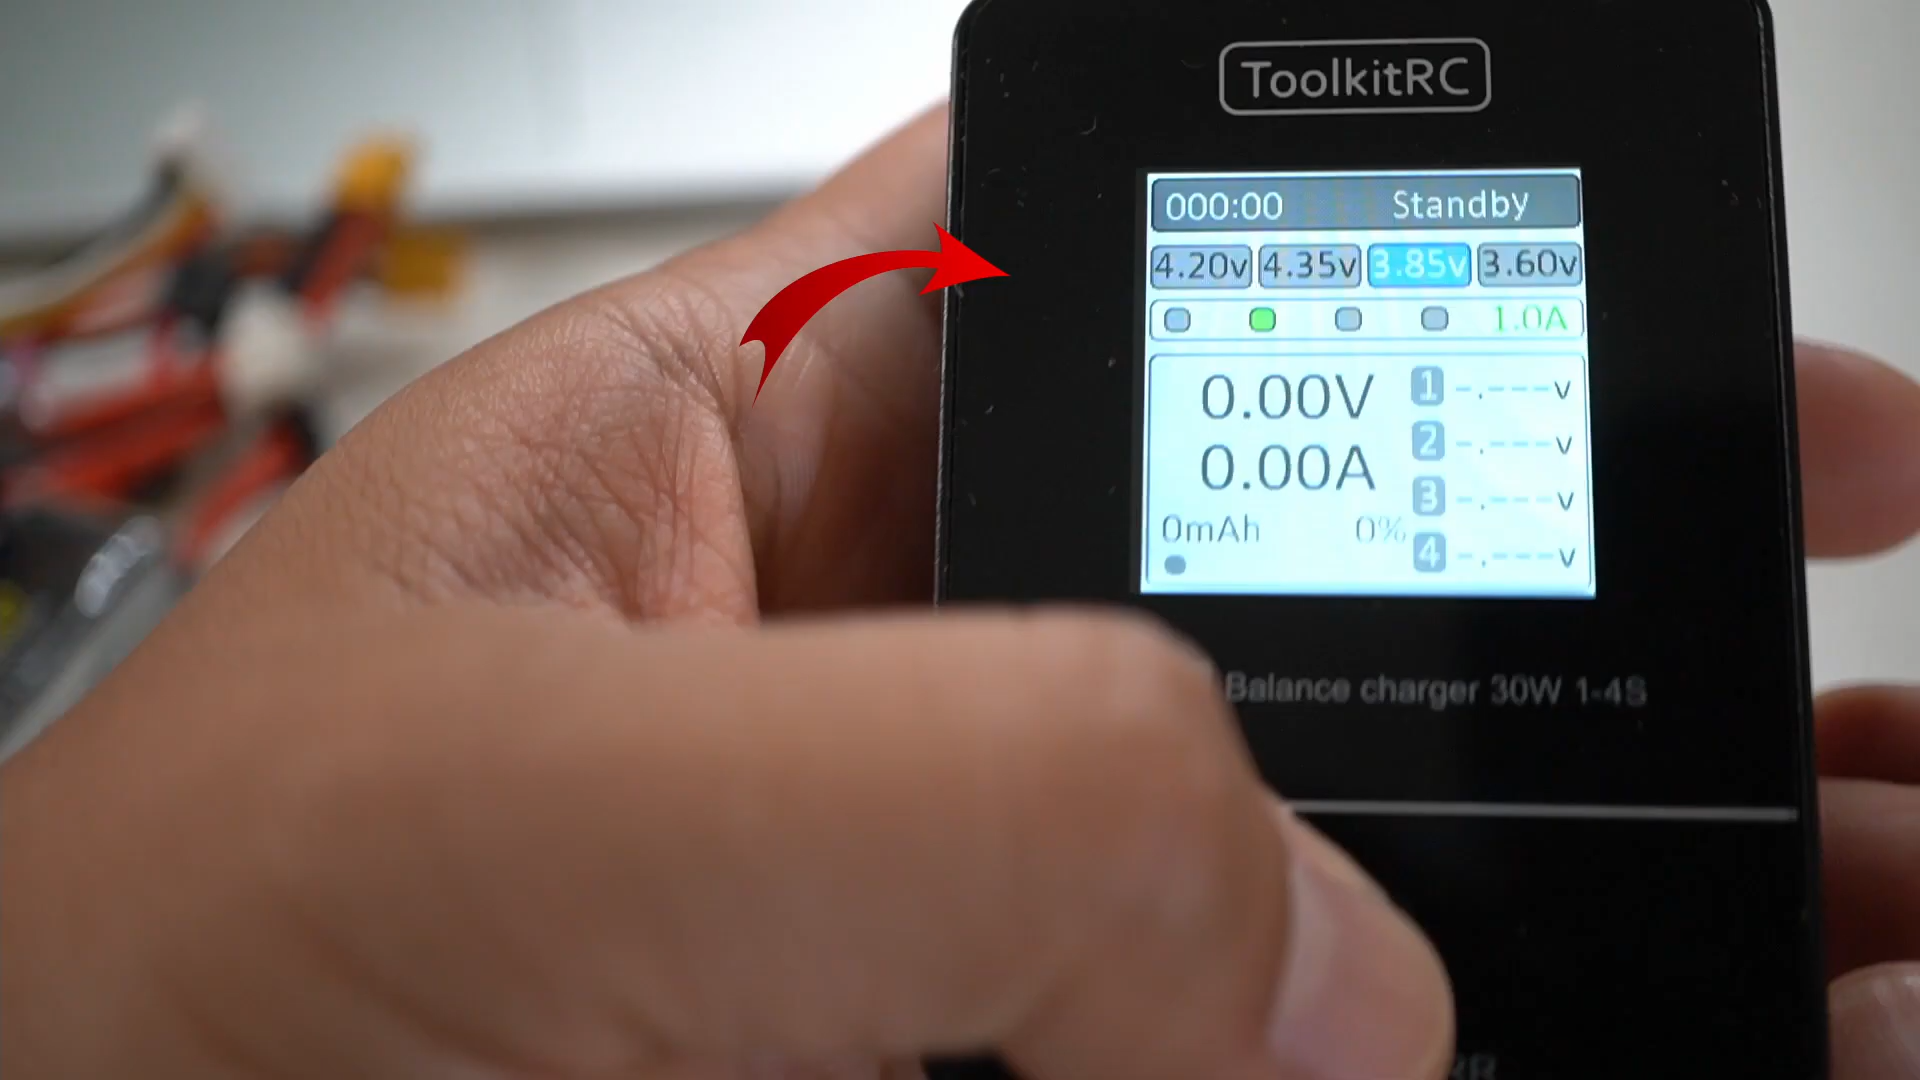 ToolkitRC
000:00 Standby
4.20v 4.35v 3.85v 3.60v
1.0A
0.00V
0.00A
0mAh 0%
1 -.---v
2 -.---v
3 -.---v
4 -.---v
Balance charger 30W 1-4S